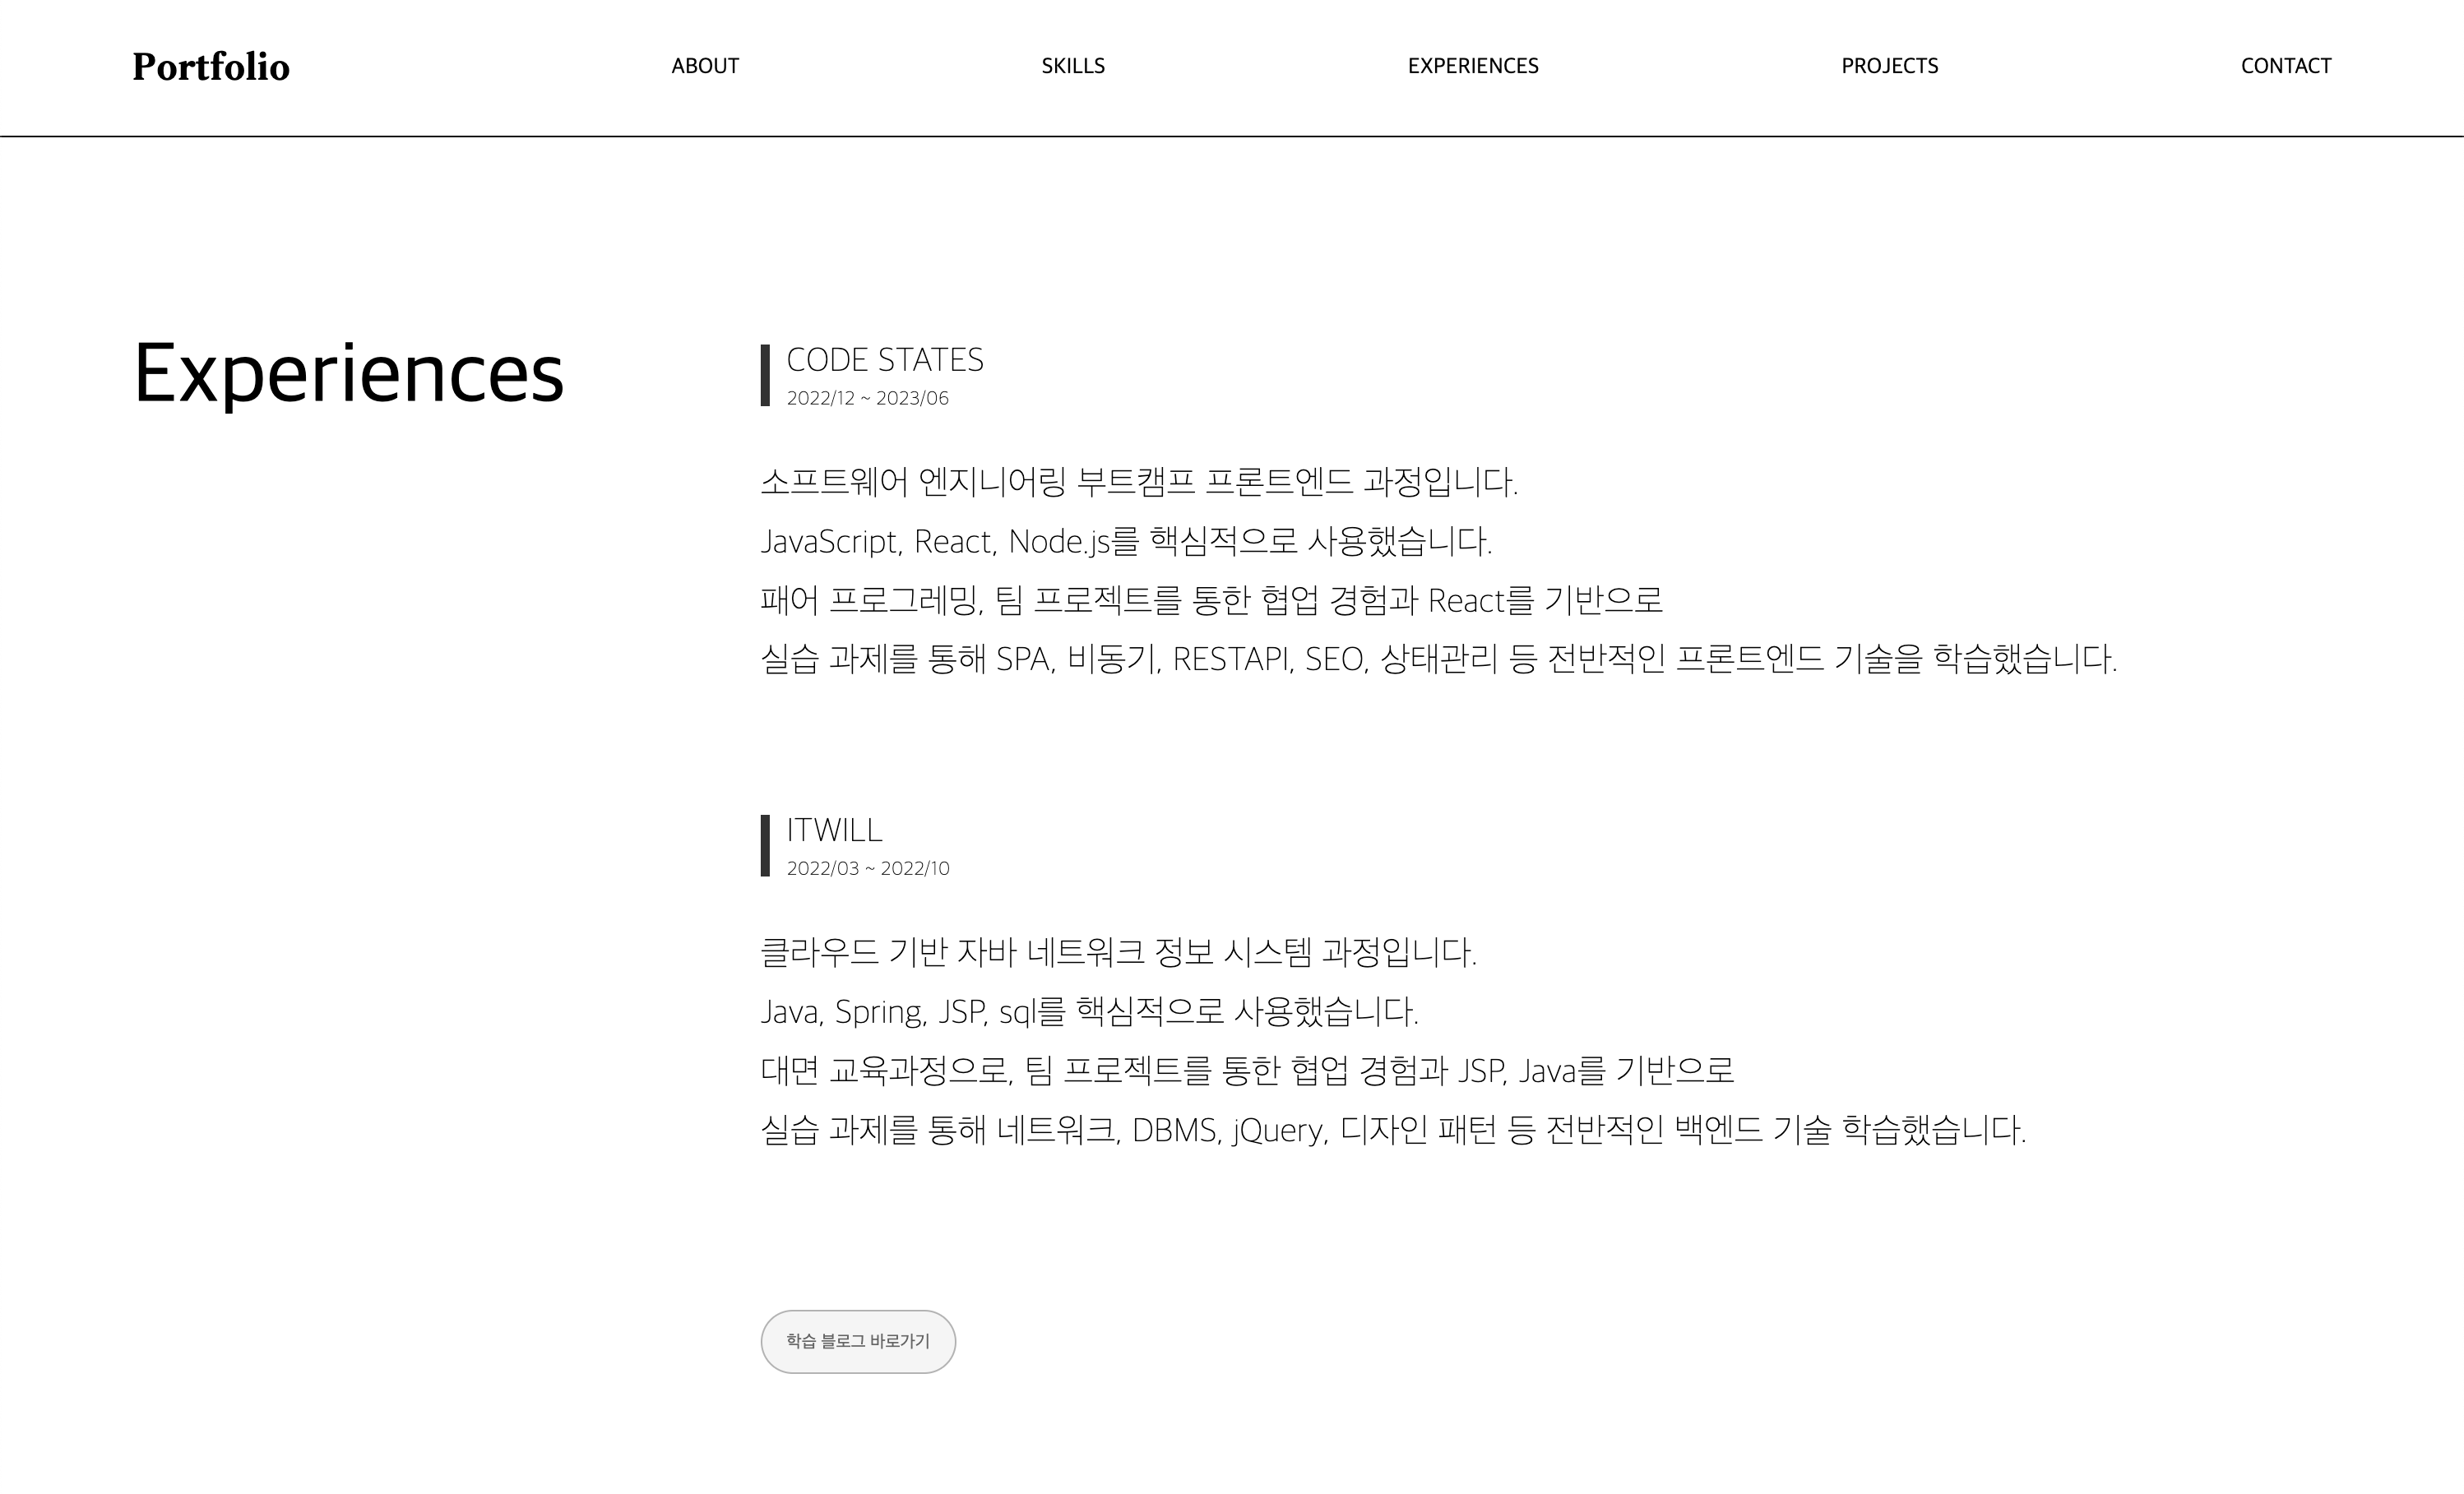 Portfolio
ABOUT
SKILLS
EXPERIENCES
PROJECTS
CONTACT
Experiences
CODE STATES
2022/12 ~ 2023/06
소프트웨어 엔지니어링 부트캠프 프론트엔드 과정입니다.
JavaScript, React, Node.js를 핵심적으로 사용했습니다.
패어 프로그레밍, 팀 프로젝트를 통한 협업 경험과 React를 기반으로
실습 과제를 통해 SPA, 비동기, RESTAPI, SEO, 상태관리 등 전반적인 프론트엔드 기술을 학습했습니다.
ITWILL
2022/03 ~ 2022/10
클라우드 기반 자바 네트워크 정보 시스템 과정입니다.
Java, Spring, JSP, sql를 핵심적으로 사용했습니다.
대면 교육과정으로, 팀 프로젝트를 통한 협업 경험과 JSP, Java를 기반으로
실습 과제를 통해 네트워크, DBMS, jQuery, 디자인 패턴 등 전반적인 백엔드 기술 학습했습니다.
학습 블로그 바로가기